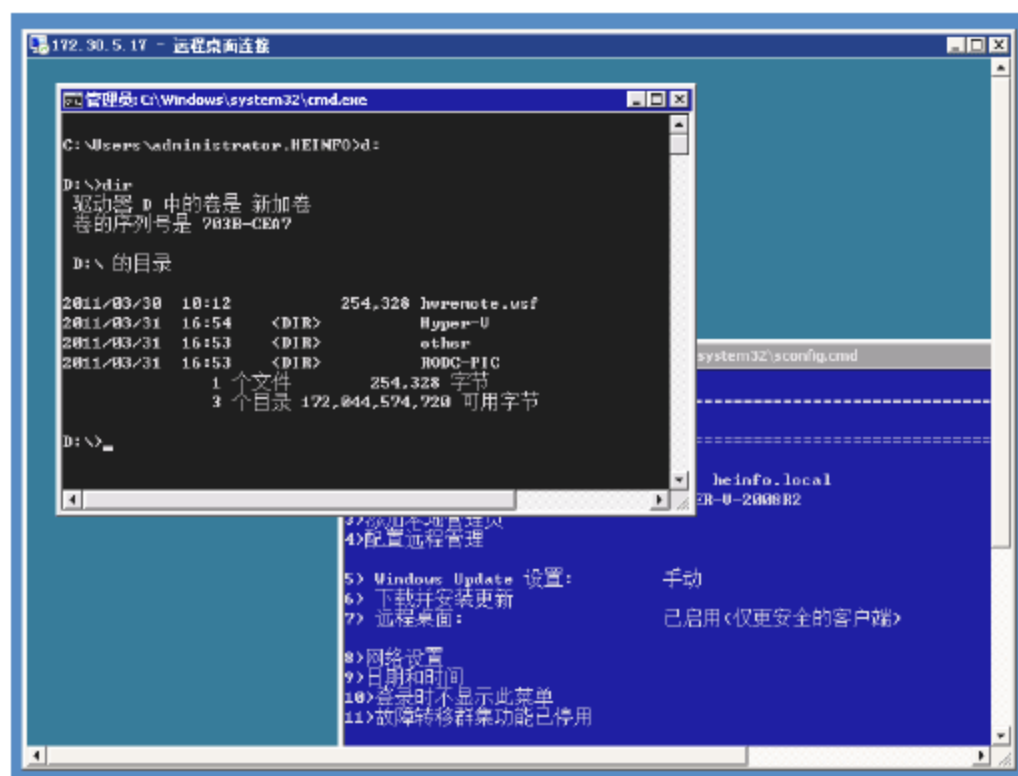 172.30.5.17 - 远程桌面连接
管理员: C:\Windows\system32\cmd.exe
C:\Users\administrator.HEINFO>d:
D:\>dir
驱动器 D 中的卷是 新加卷
卷的序列号是 703B-CEA7
D:\ 的目录
2011/03/30 10:12 254,328 hvremote.wsf
2011/03/31 16:54 <DIR> Hyper-V
2011/03/31 16:53 <DIR> other
2011/03/31 16:53 <DIR> RODC-PIC
1 个文件 254,328 字节
3 个目录 172,044,574,720 可用字节
D:\>_
system32\sconfig.cmd
heinfo.local
ER-V-2008R2
3>添加本地管理员
4>配置远程管理
5> Windows Update 设置: 手动
6> 下载并安装更新
7> 远程桌面: 已启用<仅更安全的客户端>
8>网络设置
9>日期和时间
10>登录时不显示此菜单
11>故障转移群集功能已停用